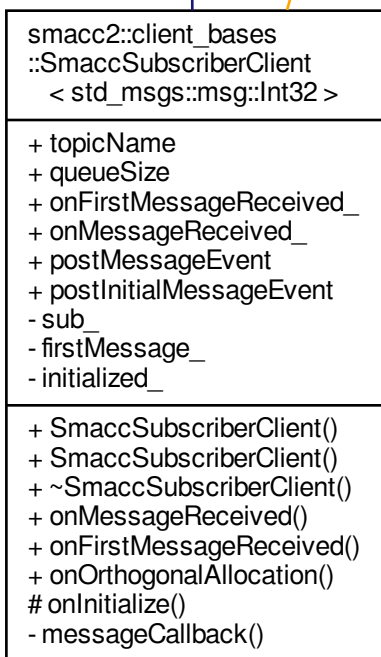 smacc2::client_bases
::SmaccSubscriberClient
< std_msgs::msg::Int32 >
+ topicName
+ queueSize
+ onFirstMessageReceived_
+ onMessageReceived_
+ postMessageEvent
+ postInitialMessageEvent
- sub_
- firstMessage_
- initialized_
+ SmaccSubscriberClient()
+ SmaccSubscriberClient()
+ ~SmaccSubscriberClient()
+ onMessageReceived()
+ onFirstMessageReceived()
+ onOrthogonalAllocation()
# onInitialize()
- messageCallback()